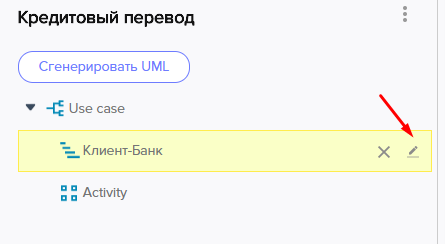 Кредитовый перевод
Сгенерировать UML
Use case
Клиент-Банк
Activity